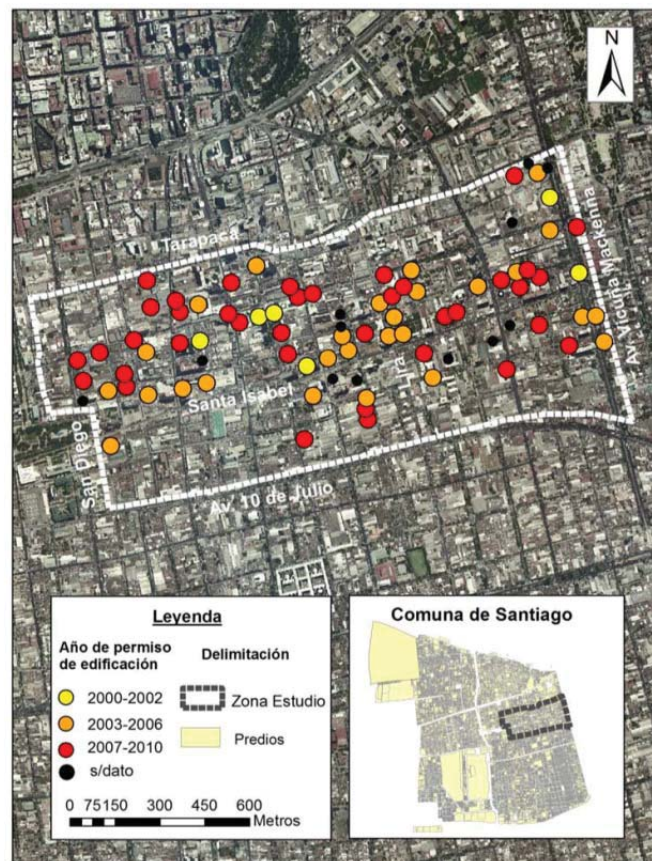 N
Tarapacá
Av. Vicuña Mackenna
Lira
Santa Isabel
San Diego
Av. 10 de Julio
Leyenda
Año de permiso
de edificación
Delimitación
2000-2002
Zona Estudio
2003-2006
Predios
2007-2010
s/dato
0 75 150 300 450 600
Metros
Comuna de Santiago